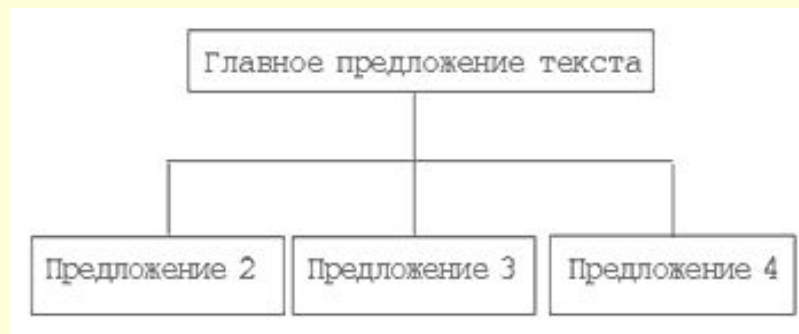 Главное предложение текста
Предложение 2
Предложение 3
Предложение 4